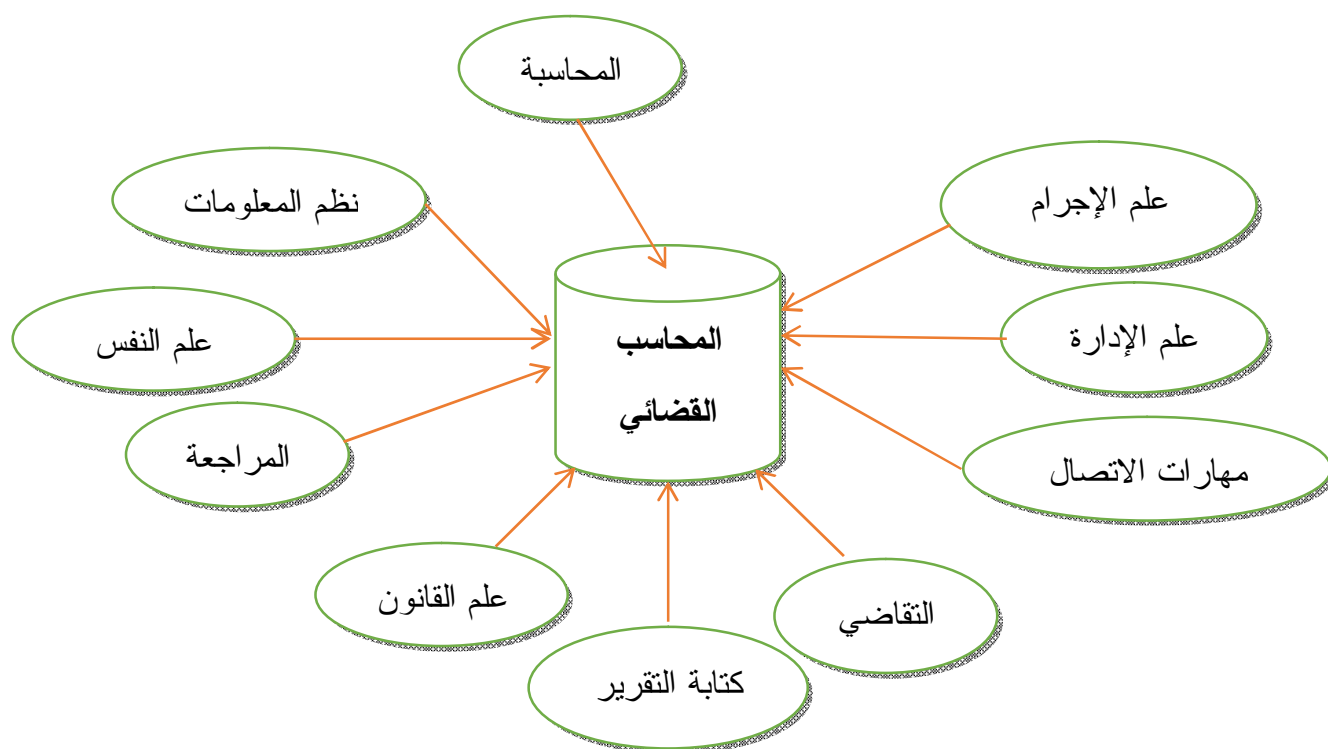 المحاسبة
علم الإجرام
نظم المعلومات
علم الإدارة
علم النفس
المحاسب
القضائي
مهارات الاتصال
المراجعة
علم القانون
التقاضي
كتابة التقرير